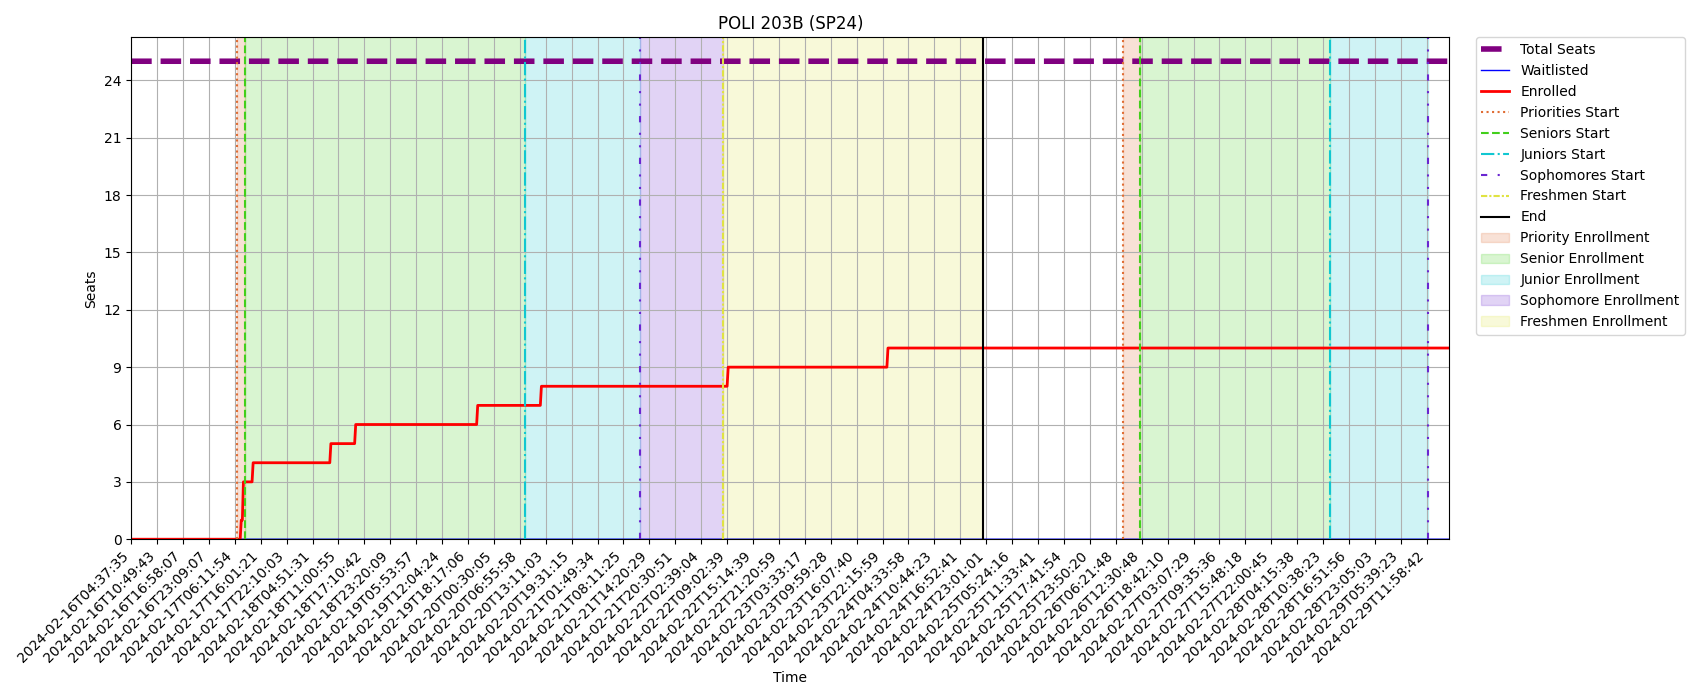 POLI 203B (SP24)
Seats
24
21
18
15
12
9
6
3
0
2024-02-16T04:37:35
2024-02-16T10:49:43
2024-02-16T16:58:07
2024-02-16T23:09:07
2024-02-17T06:11:54
2024-02-17T16:01:21
2024-02-17T22:10:03
2024-02-18T04:51:31
2024-02-18T11:00:55
2024-02-18T17:10:42
2024-02-18T23:20:09
2024-02-19T05:53:57
2024-02-19T12:04:24
2024-02-19T18:17:06
2024-02-20T00:30:05
2024-02-20T06:55:58
2024-02-20T13:11:03
2024-02-20T19:31:15
2024-02-21T01:49:34
2024-02-21T08:11:25
2024-02-21T14:20:29
2024-02-21T20:30:51
2024-02-22T02:39:04
2024-02-22T09:02:39
2024-02-22T15:14:39
2024-02-22T21:20:59
2024-02-23T03:33:17
2024-02-23T09:59:28
2024-02-23T16:07:40
2024-02-23T22:15:59
2024-02-24T04:33:58
2024-02-24T10:44:23
2024-02-24T16:52:41
2024-02-24T23:01:01
2024-02-25T05:24:16
2024-02-25T11:33:41
2024-02-25T17:41:54
2024-02-25T23:50:20
2024-02-26T06:21:48
2024-02-26T12:30:48
2024-02-26T18:42:10
2024-02-27T03:07:29
2024-02-27T09:35:36
2024-02-27T15:48:18
2024-02-27T22:00:45
2024-02-28T04:15:38
2024-02-28T10:38:23
2024-02-28T16:51:56
2024-02-28T23:05:03
2024-02-29T05:39:23
2024-02-29T11:58:42
Time
Total Seats
Waitlisted
Enrolled
Priorities Start
Seniors Start
Juniors Start
Sophomores Start
Freshmen Start
End
Priority Enrollment
Senior Enrollment
Junior Enrollment
Sophomore Enrollment
Freshmen Enrollment